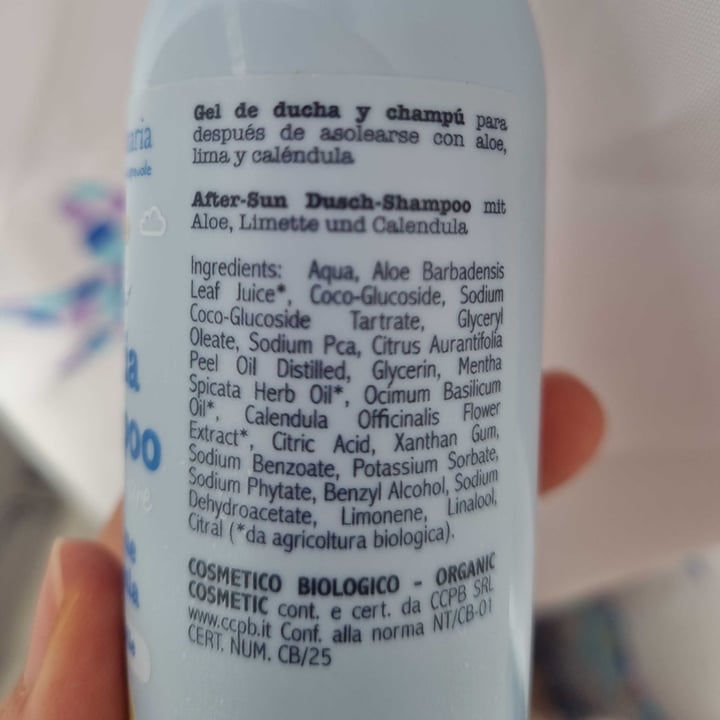 Gel de ducha y champú para
después de asolearse con aloe,
lima y caléndula
After-Sun Dusch-Shampoo mit
Aloe, Limette und Calendula
Ingredients: Aqua, Aloe Barbadensis
Leaf Juice*, Coco-Glucoside, Sodium
Coco-Glucoside Tartrate, Glyceryl
Oleate, Sodium Pca, Citrus Aurantifolia
Peel Oil Distilled, Glycerin, Mentha
Spicata Herb Oil*, Ocimum Basilicum
Oil*, Calendula Officinalis Flower
Extract*, Citric Acid, Xanthan Gum,
Sodium Benzoate, Potassium Sorbate,
Sodium Phytate, Benzyl Alcohol, Sodium
Dehydroacetate, Limonene, Linalool,
Citral (*da agricoltura biologica).
COSMETICO BIOLOGICO - ORGANIC
COSMETIC cont. e cert. da CCPB SRL
www.ccpb.it Conf. alla norma NT/CB-01
CERT. NUM. CB/25